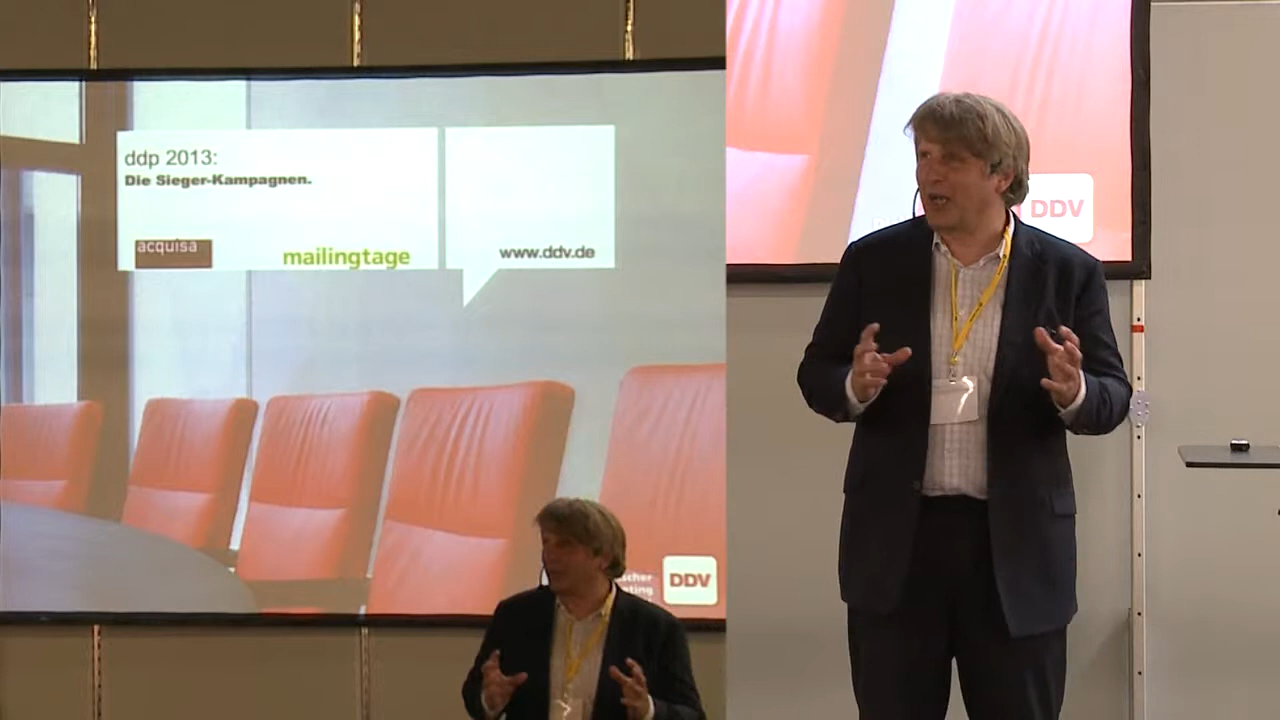 ddp 2013:
Die Sieger-Kampagnen.
acquisa
mailingtage
www.ddv.de
DDV
DDV